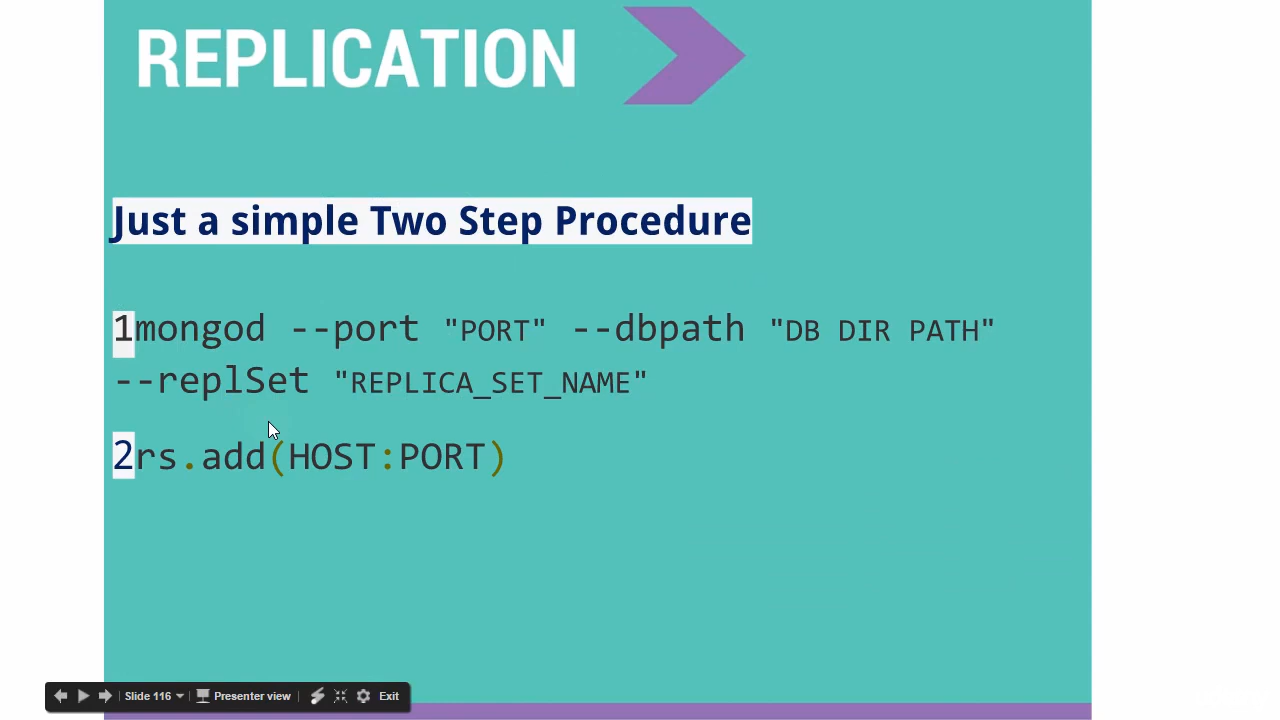 REPLICATION
Just a simple Two Step Procedure
1mongod --port "PORT" --dbpath "DB DIR PATH"
--replSet "REPLICA_SET_NAME"
2rs.add(HOST:PORT)
Slide 116 Presenter view Exit